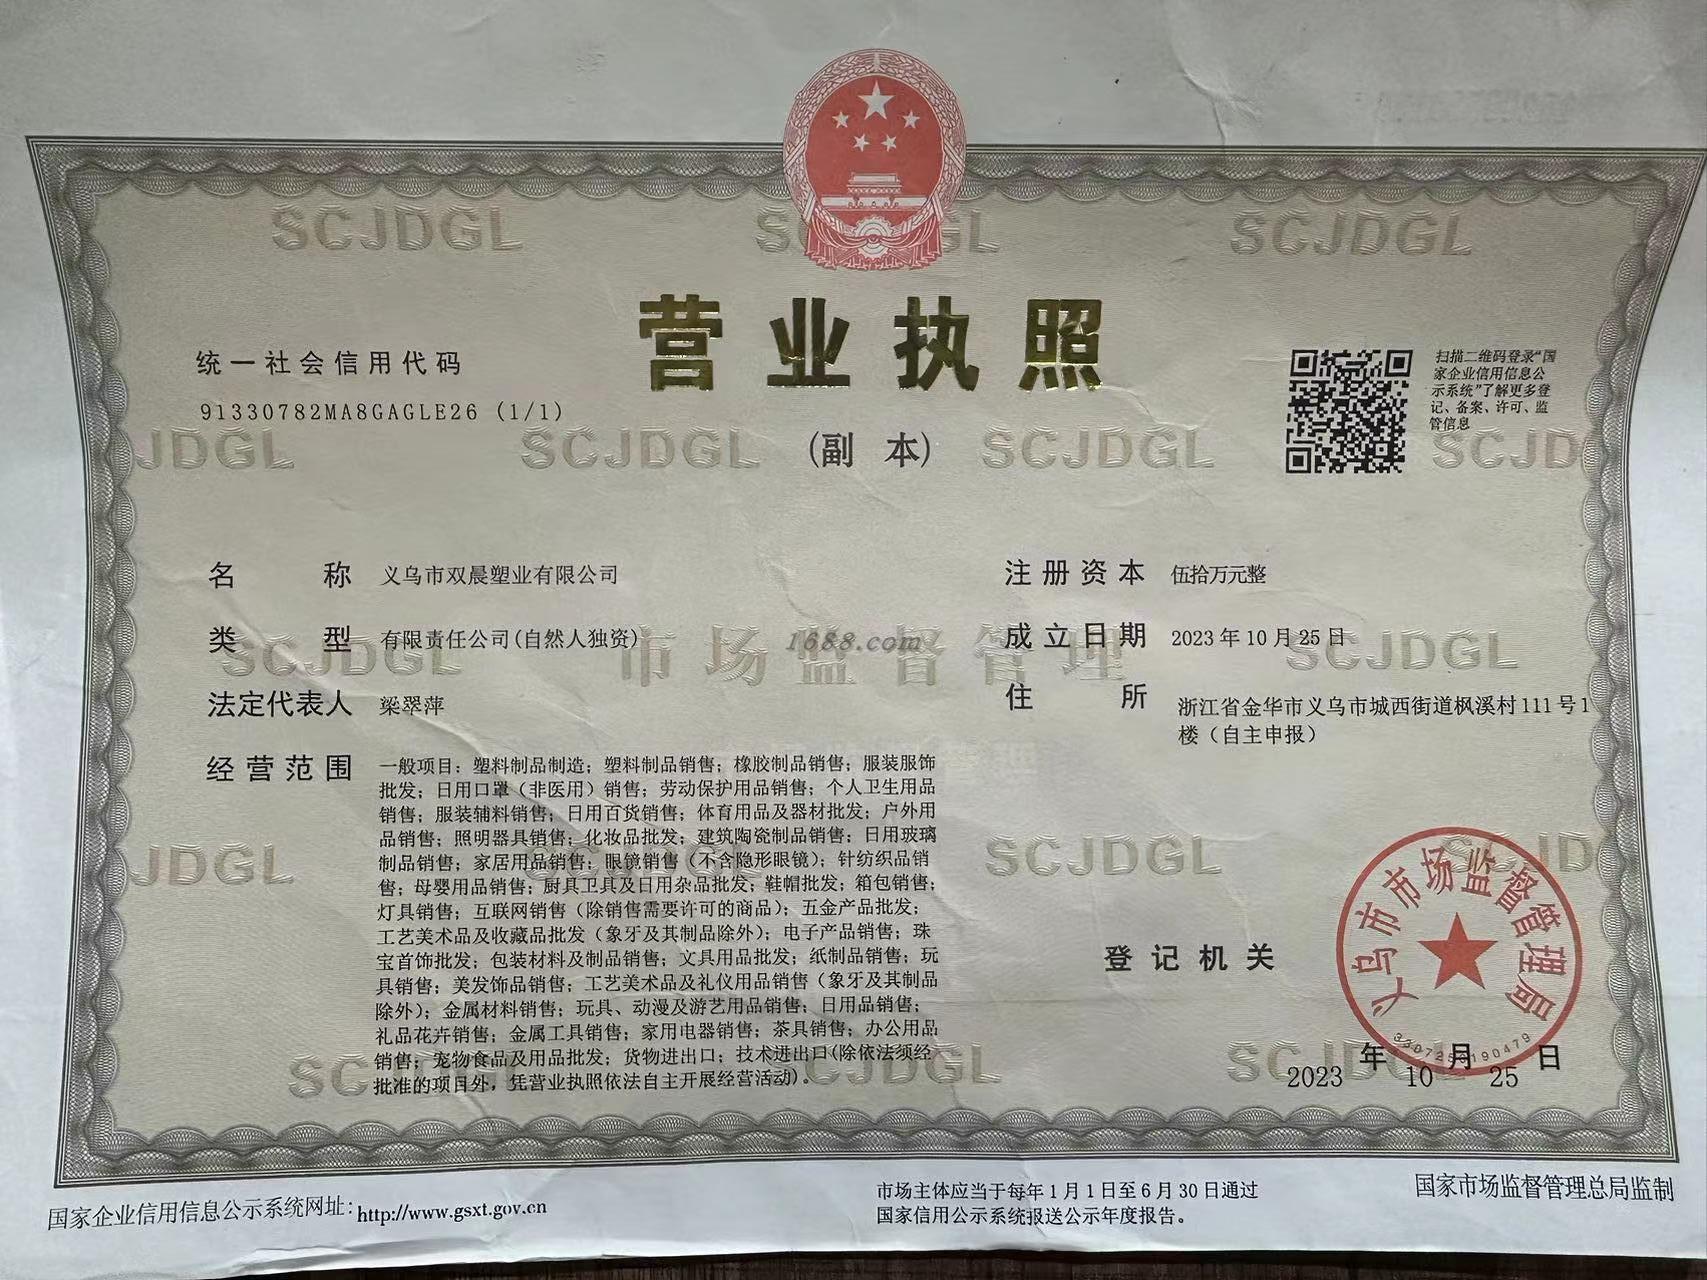 SCJDGL SCJDGL SCJDGL
营业执照
(副 本)
统一社会信用代码
91330782MA8GAGLE26 (1/1)
扫描二维码登录“国
家企业信用信息公
示系统”了解更多登
记、备案、许可、监
管信息
JDGL SCJDGL SCJDGL SCJD
名 称 义乌市双晨塑业有限公司
类 型 有限责任公司(自然人独资)
法定代表人 梁翠萍
经营范围 一般项目：塑料制品制造；塑料制品销售；橡胶制品销售；服装服饰
批发；日用口罩（非医用）销售；劳动保护用品销售；个人卫生用品
销售；服装辅料销售；日用百货销售；体育用品及器材批发；户外用
品销售；照明器具销售；化妆品批发；建筑陶瓷制品销售；日用玻璃
制品销售；家居用品销售；眼镜销售（不含隐形眼镜）；针纺织品销
售；母婴用品销售；厨具卫具及日用杂品批发；鞋帽批发；箱包销售；
灯具销售；互联网销售（除销售需要许可的商品）；五金产品批发；
工艺美术品及收藏品批发（象牙及其制品除外）；电子产品销售；珠
宝首饰批发；包装材料及制品销售；文具用品批发；纸制品销售；玩
具销售；美发饰品销售；工艺美术品及礼仪用品销售（象牙及其制品
除外）；金属材料销售；玩具、动漫及游艺用品销售；日用品销售；
礼品花卉销售；金属工具销售；家用电器销售；茶具销售；办公用品
销售；宠物食品及用品批发；货物进出口；技术进出口(除依法须经
批准的项目外，凭营业执照依法自主开展经营活动)。
注册资本 伍拾万元整
成立日期 2023年10月25日
住 所 浙江省金华市义乌市城西街道枫溪村111号1
楼（自主申报）
SCJDGL 市场监督管理 SCJDGL
1688.com
JDGL SCJDGL SCJDGL SCJD
登记机关
义乌市市场监督管理局
2023 年 10 月 25 日
SCJDGL SCJDGL SCJDGL
国家企业信用信息公示系统网址：http://www.gsxt.gov.cn
市场主体应当于每年1月1日至6月30日通过
国家信用公示系统报送公示年度报告。
国家市场监督管理总局监制